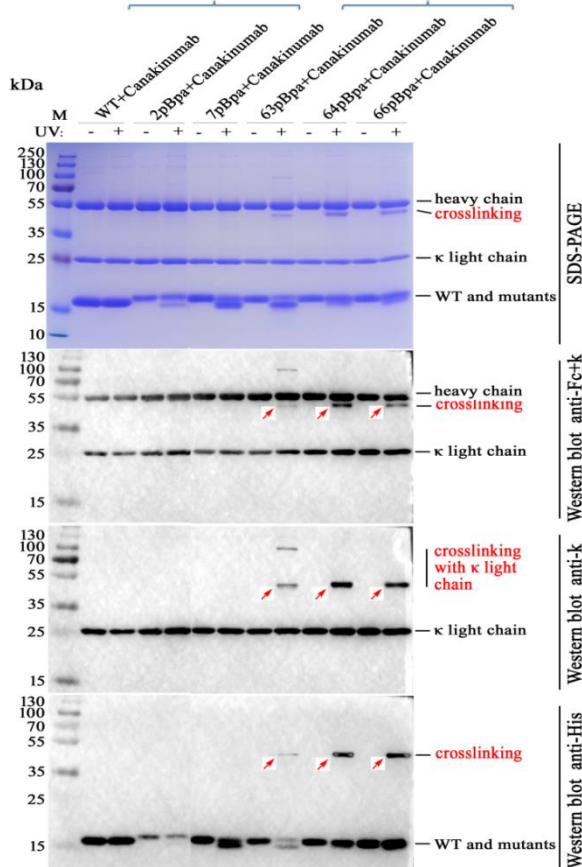 kDa
M
WT+Canakinumab
2pBpa+Canakinumab
7pBpa+Canakinumab
63pBpa+Canakinumab
64pBpa+Canakinumab
66pBpa+Canakinumab
UV: - + - + - + - + - + - +
250
130
100
70
55
35
25
15
10
heavy chain
crosslinking
κ light chain
WT and mutants
SDS-PAGE
130
100
70
55
35
25
15
heavy chain
crosslinking
κ light chain
Western blot anti-Fc+k
130
100
70
55
35
25
15
crosslinking
with κ light
chain
κ light chain
Western blot anti-k
130
100
70
55
35
25
15
crosslinking
WT and mutants
Western blot anti-His